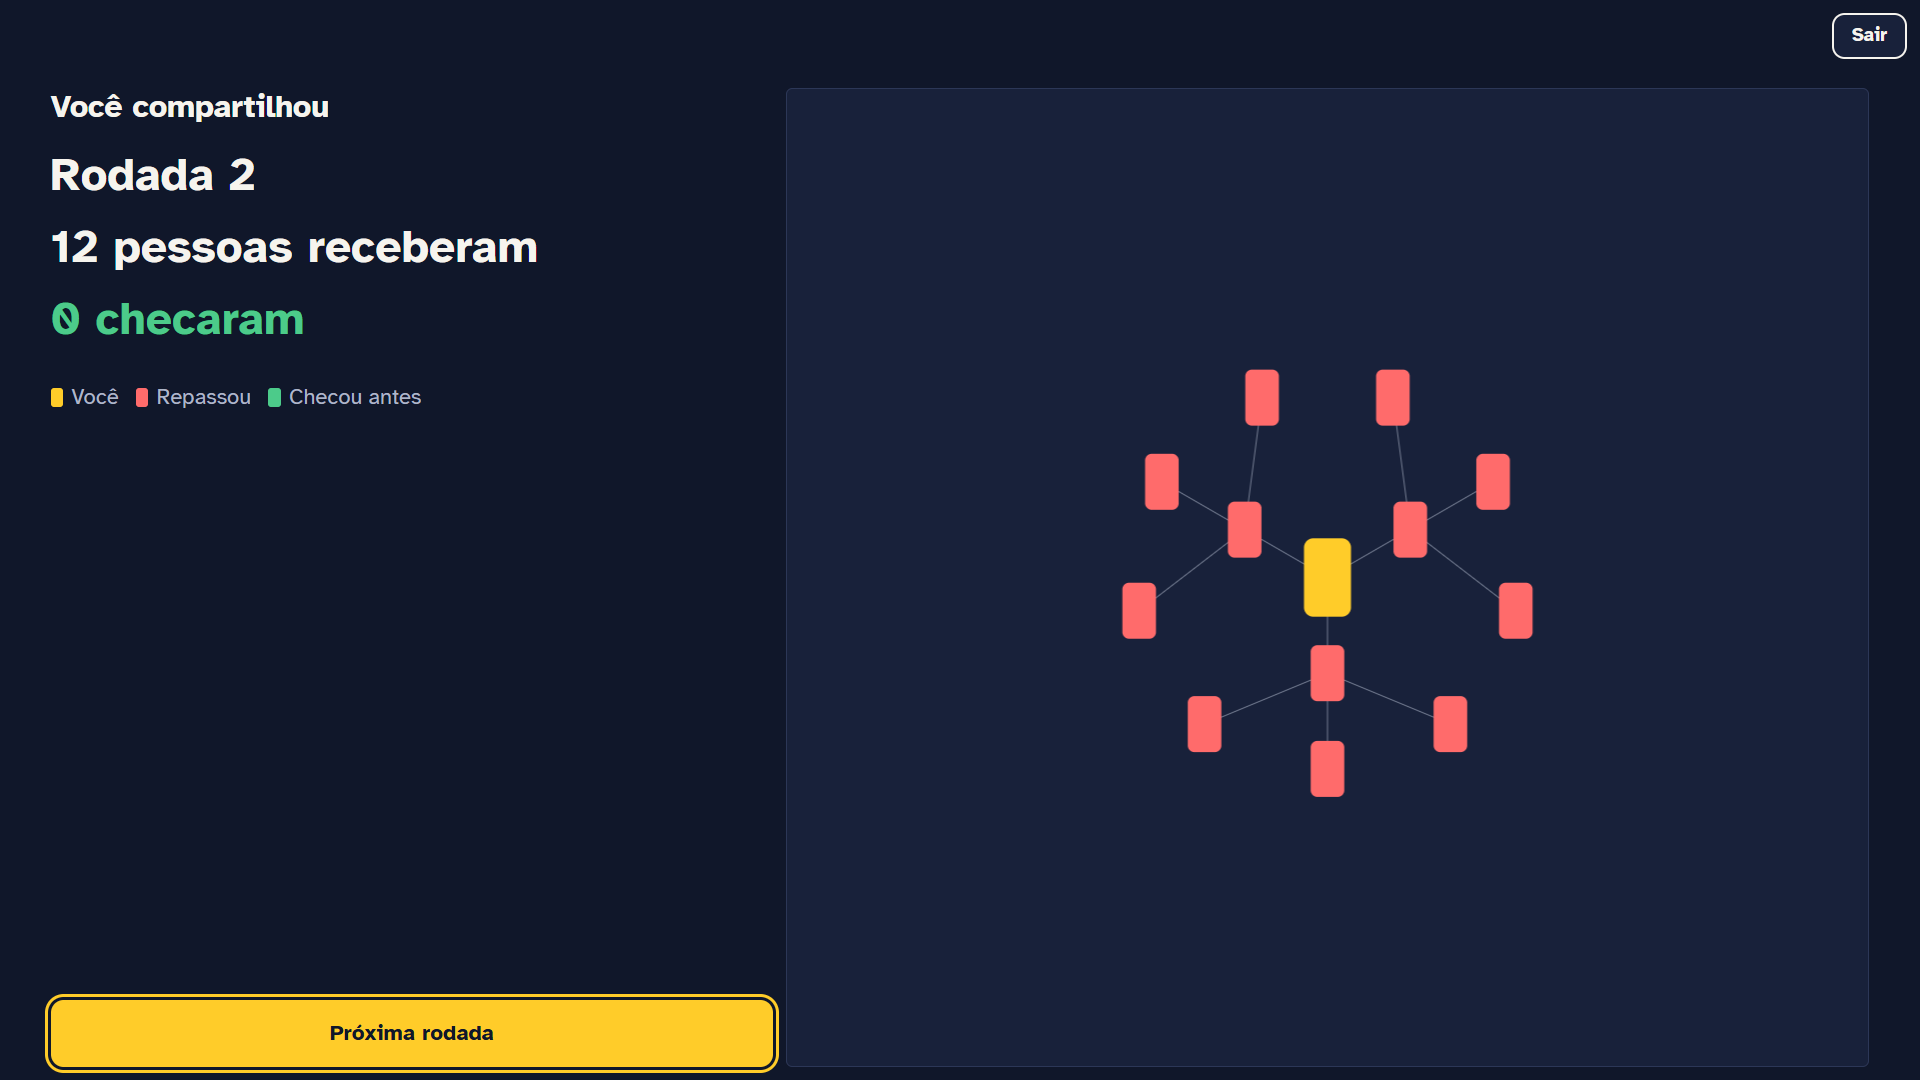 Sair
Você compartilhou
Rodada 2
12 pessoas receberam
0 checaram
Você Repassou Checou antes
Próxima rodada